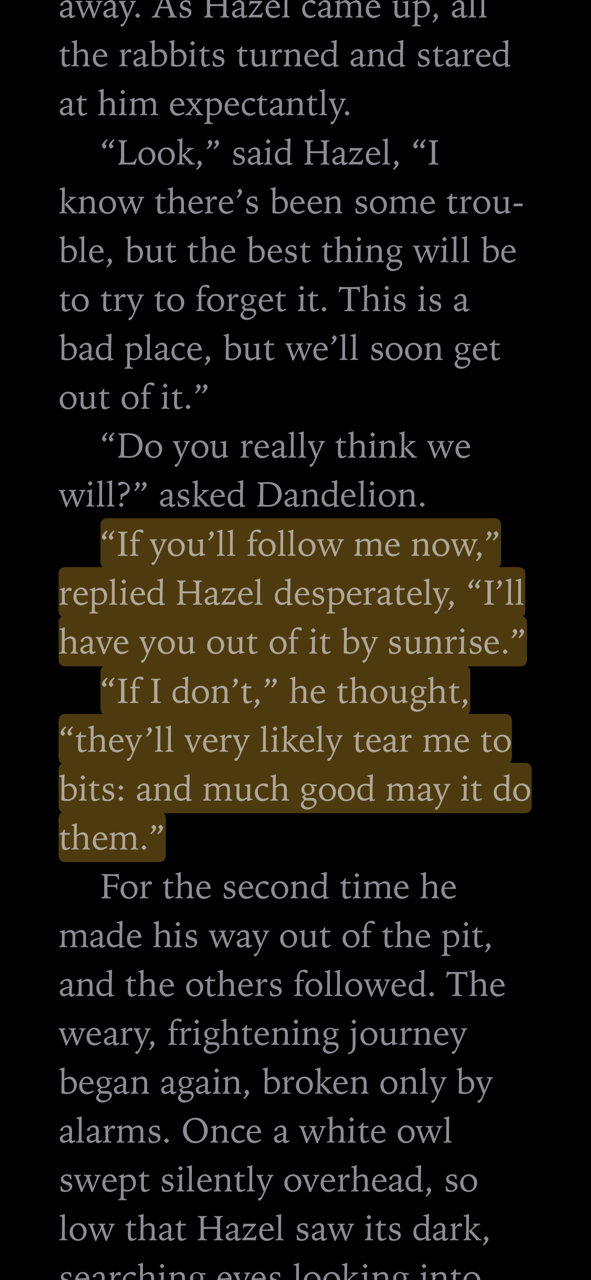 away. As Hazel came up, all
the rabbits turned and stared
at him expectantly.
“Look,” said Hazel, “I
know there’s been some trou-
ble, but the best thing will be
to try to forget it. This is a
bad place, but we’ll soon get
out of it.”
“Do you really think we
will?” asked Dandelion.
“If you’ll follow me now,”
replied Hazel desperately, “I’ll
have you out of it by sunrise.”
“If I don’t,” he thought,
“they’ll very likely tear me to
bits: and much good may it do
them.”
For the second time he
made his way out of the pit,
and the others followed. The
weary, frightening journey
began again, broken only by
alarms. Once a white owl
swept silently overhead, so
low that Hazel saw its dark,
searching eyes looking into